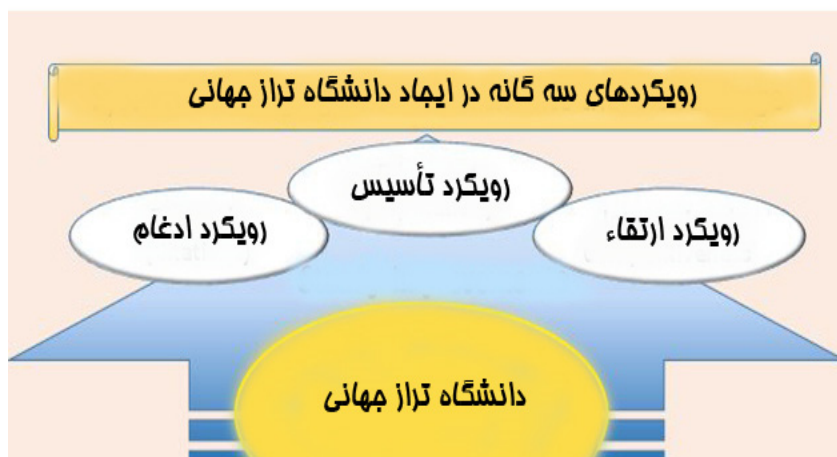 رویکردهای سه گانه در ایجاد دانشگاه تراز جهانی
رویکرد تأسیس
رویکرد ارتقاء
رویکرد ادغام
دانشگاه تراز جهانی